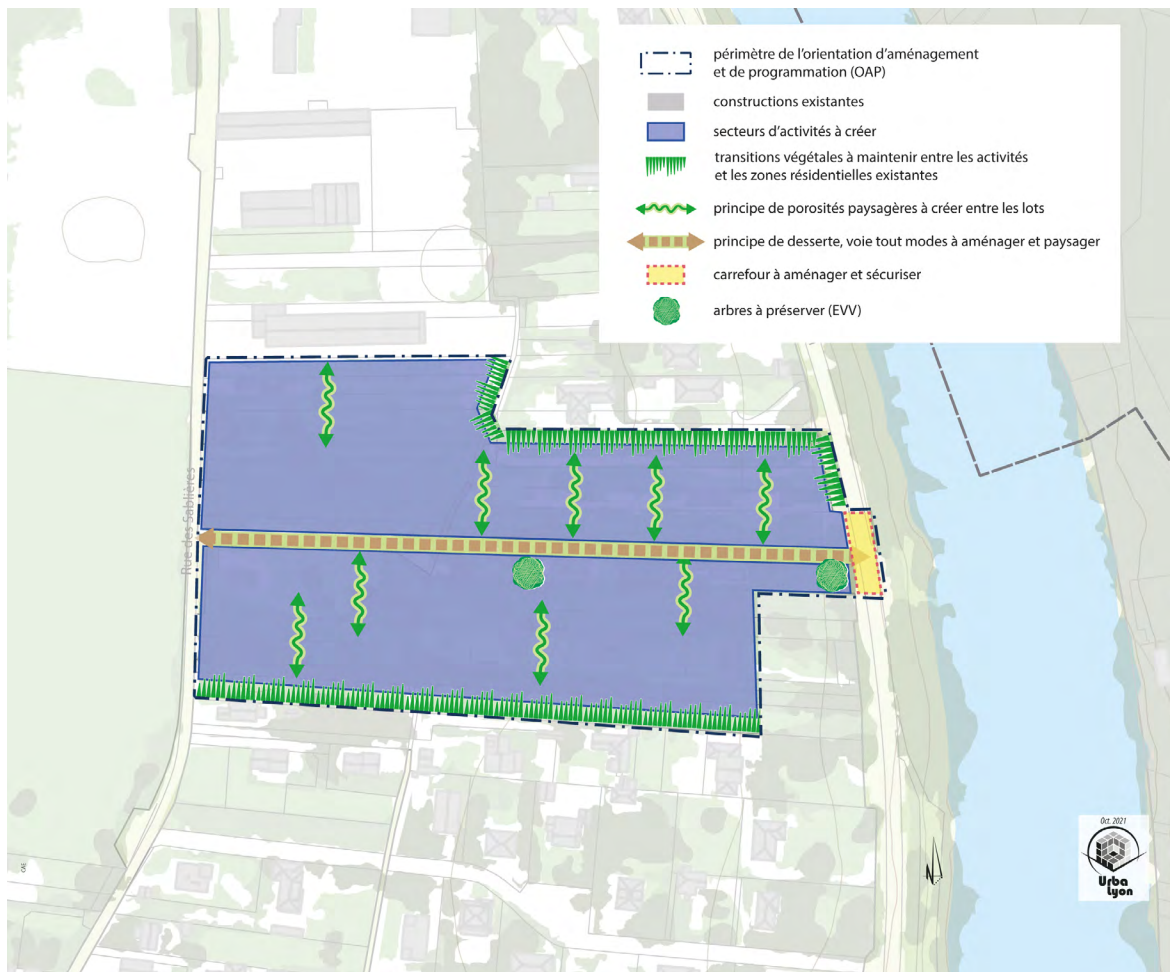 périmètre de l'orientation d'aménagement
et de programmation (OAP)
constructions existantes
secteurs d'activités à créer
transitions végétales à maintenir entre les activités
et les zones résidentielles existantes
principe de porosités paysagères à créer entre les lots
principe de desserte, voie tout modes à aménager et paysager
carrefour à aménager et sécuriser
arbres à préserver (EVV)
Rue des Sablières
CAE
N
Oct. 2021
Urba
Lyon